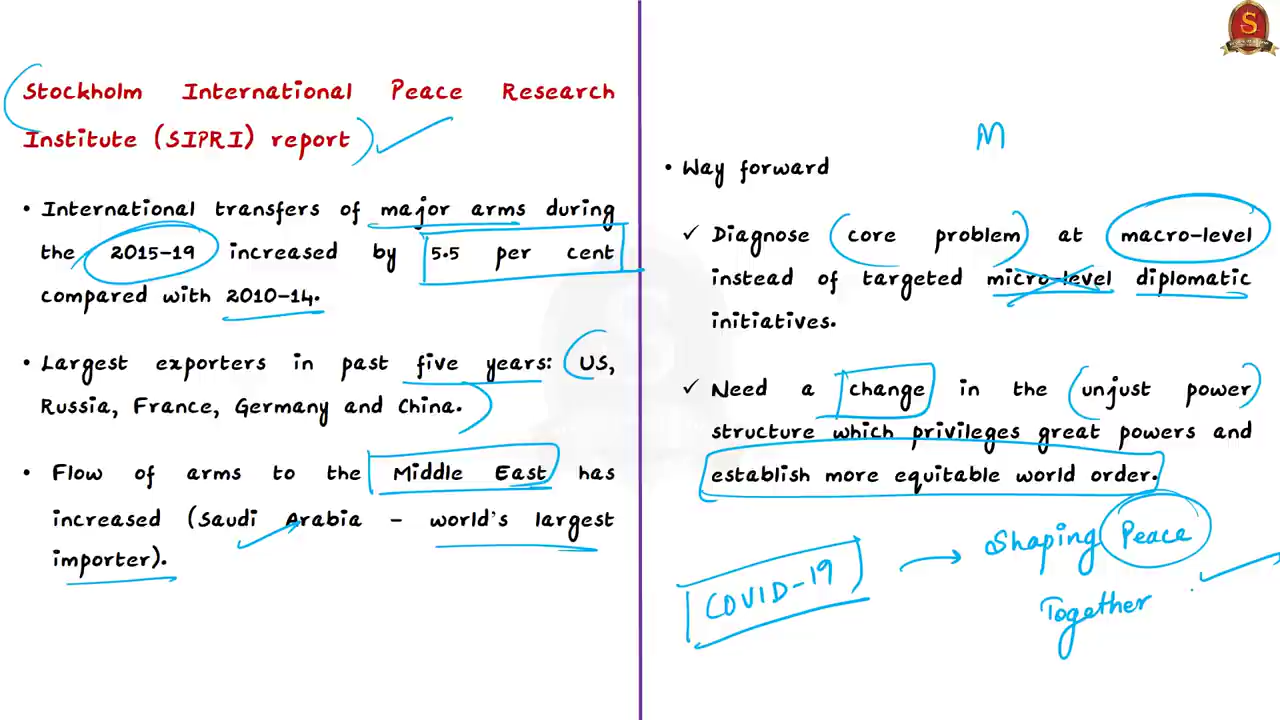 Stockholm International Peace Research
Institute (SIPRI) report
• International transfers of major arms during
the 2015-19 increased by 5.5 per cent
compared with 2010-14.
• Largest exporters in past five years: US,
Russia, France, Germany and China.
• Flow of arms to the Middle East has
increased (Saudi Arabia - world's largest
importer).
M
• Way forward
✓ Diagnose core problem at macro-level
instead of targeted micro-level diplomatic
initiatives.
✓ Need a change in the unjust power
structure which privileges great powers and
establish more equitable world order.
COVID-19 → Shaping Peace
Together